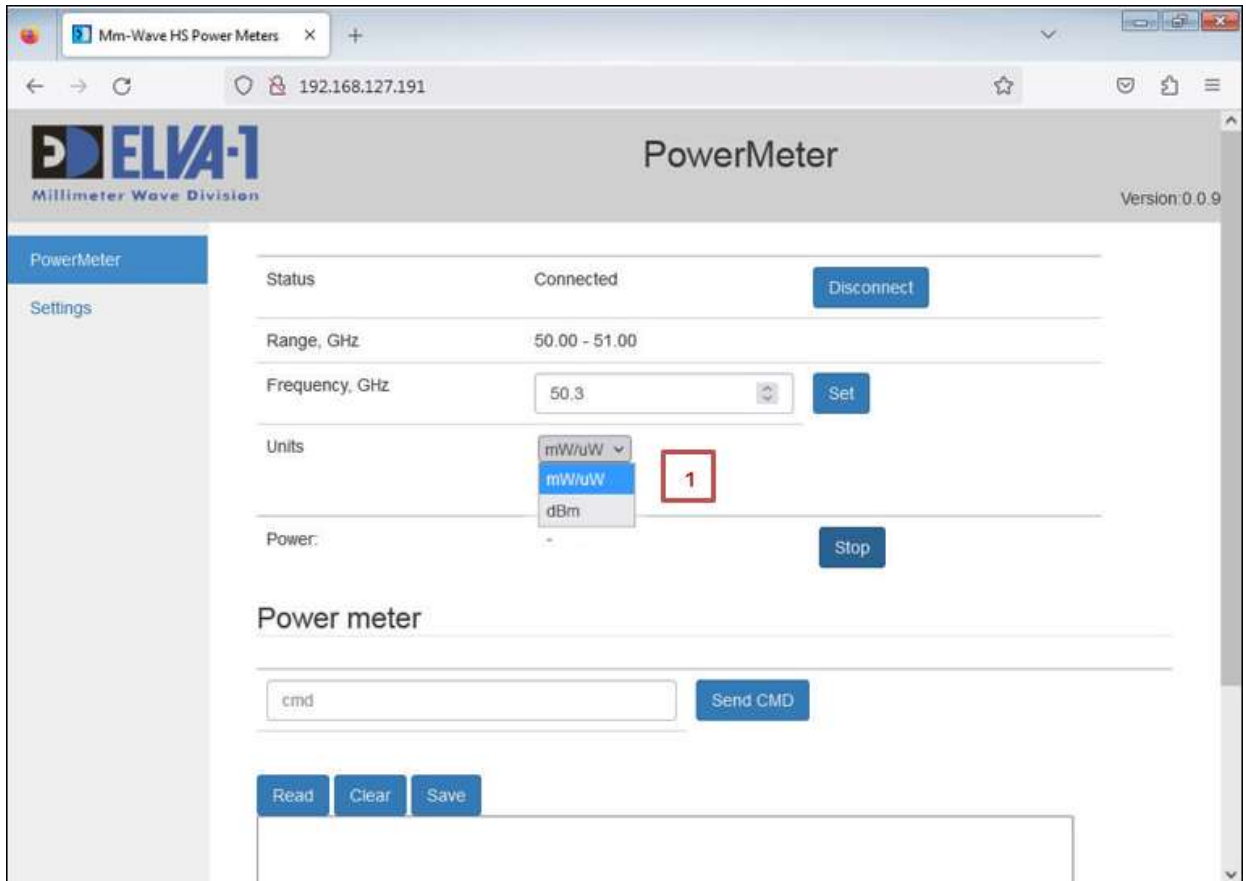 Mm-Wave HS Power Meters
192.168.127.191
ELVA-1
Millimeter Wave Division
PowerMeter
Version:0.0.9
PowerMeter
Settings
Status Connected Disconnect
Range, GHz 50.00 - 51.00
Frequency, GHz 50.3 Set
Units mW/uW
mW/uW
1
dBm
Power: - Stop
Power meter
cmd Send CMD
Read Clear Save